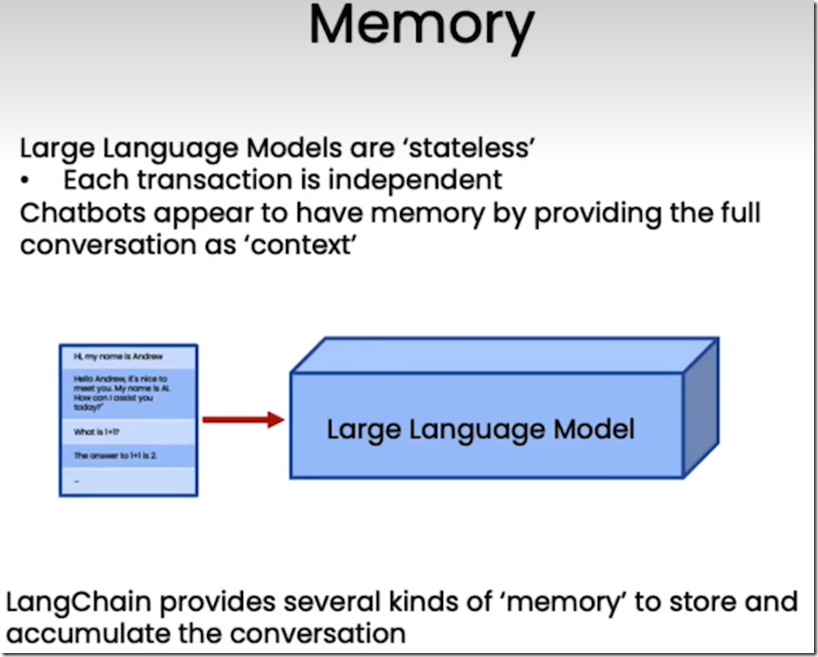 Memory
Large Language Models are ‘stateless’
• Each transaction is independent
Chatbots appear to have memory by providing the full
conversation as ‘context’
Hi, my name is Andrew
Hello Andrew, it's nice to
meet you. My name is AI.
How can I assist you
today?"
What is 1+1?
The answer to 1+1 is 2.
...
Large Language Model
LangChain provides several kinds of ‘memory’ to store and
accumulate the conversation